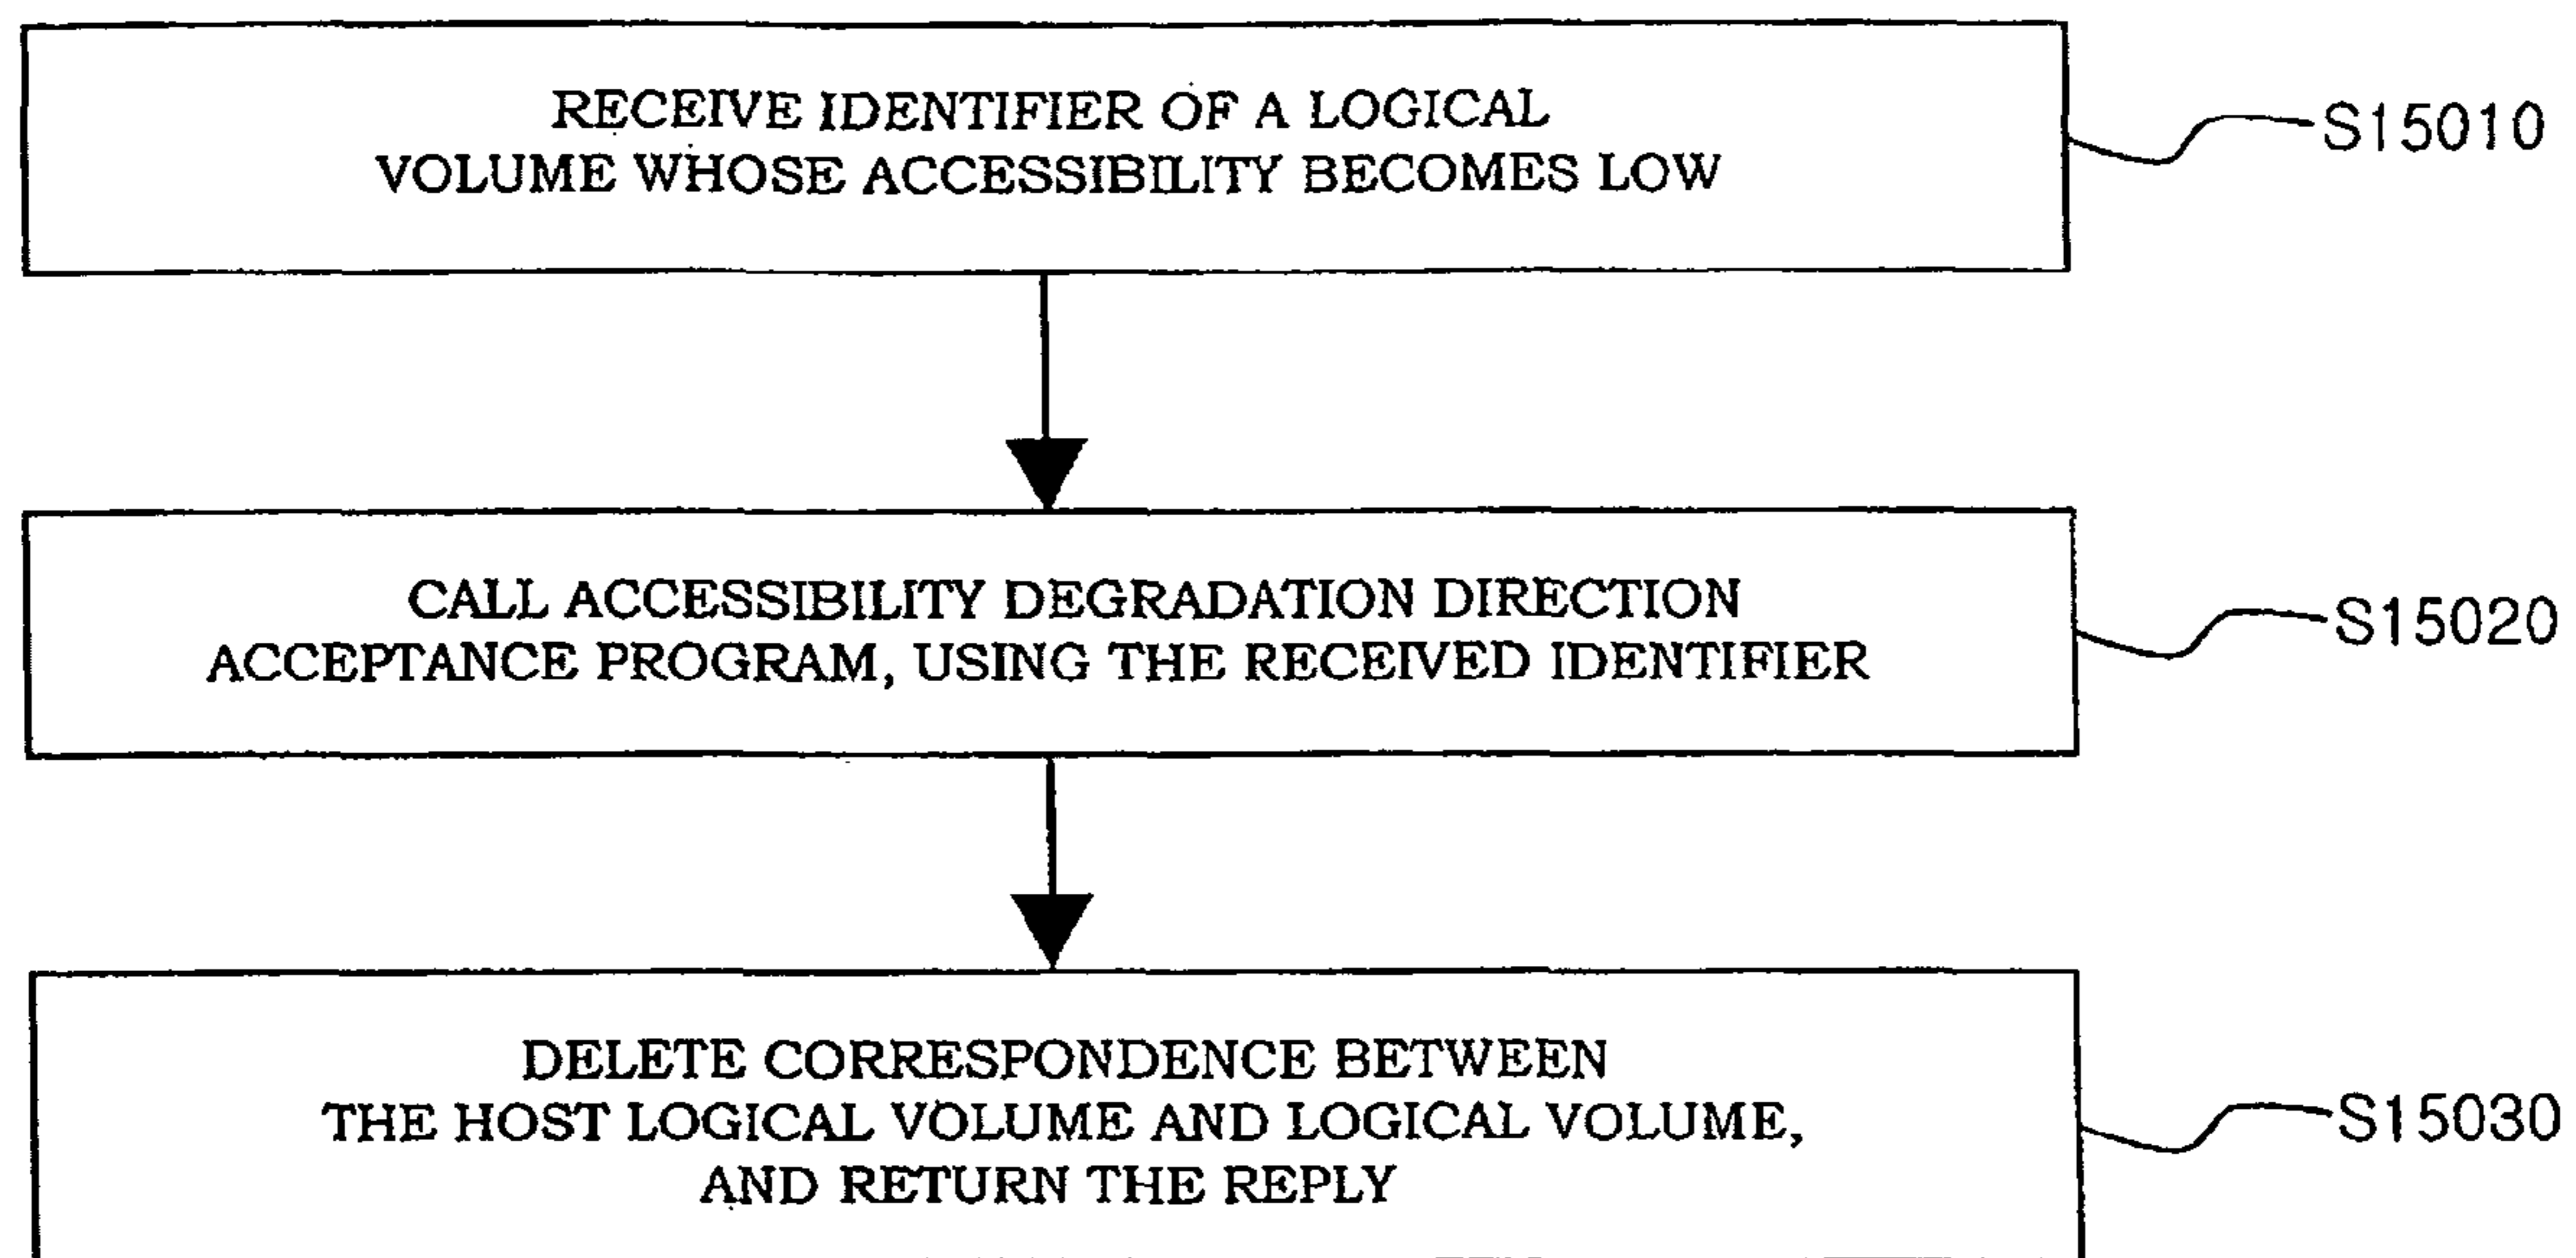 RECEIVE IDENTIFIER OF A LOGICAL
VOLUME WHOSE ACCESSIBILITY BECOMES LOW
S15010
CALL ACCESSIBILITY DEGRADATION DIRECTION
ACCEPTANCE PROGRAM, USING THE RECEIVED IDENTIFIER
S15020
DELETE CORRESPONDENCE BETWEEN
THE HOST LOGICAL VOLUME AND LOGICAL VOLUME,
AND RETURN THE REPLY
S15030